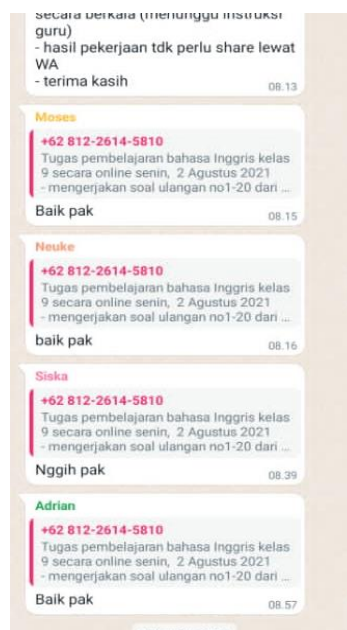 secara berkala (menunggu instruksi
guru)
- hasil pekerjaan tdk perlu share lewat
WA
- terima kasih
08.13
Moses
+62 812-2614-5810
Tugas pembelajaran bahasa Inggris kelas
9 secara online senin, 2 Agustus 2021
- mengerjakan soal ulangan no1-20 dari ...
Baik pak
08.15
Neuke
+62 812-2614-5810
Tugas pembelajaran bahasa Inggris kelas
9 secara online senin, 2 Agustus 2021
- mengerjakan soal ulangan no1-20 dari ...
baik pak
08.16
Siska
+62 812-2614-5810
Tugas pembelajaran bahasa Inggris kelas
9 secara online senin, 2 Agustus 2021
- mengerjakan soal ulangan no1-20 dari ...
Nggih pak
08.39
Adrian
+62 812-2614-5810
Tugas pembelajaran bahasa Inggris kelas
9 secara online senin, 2 Agustus 2021
- mengerjakan soal ulangan no1-20 dari ...
Baik pak
08.57